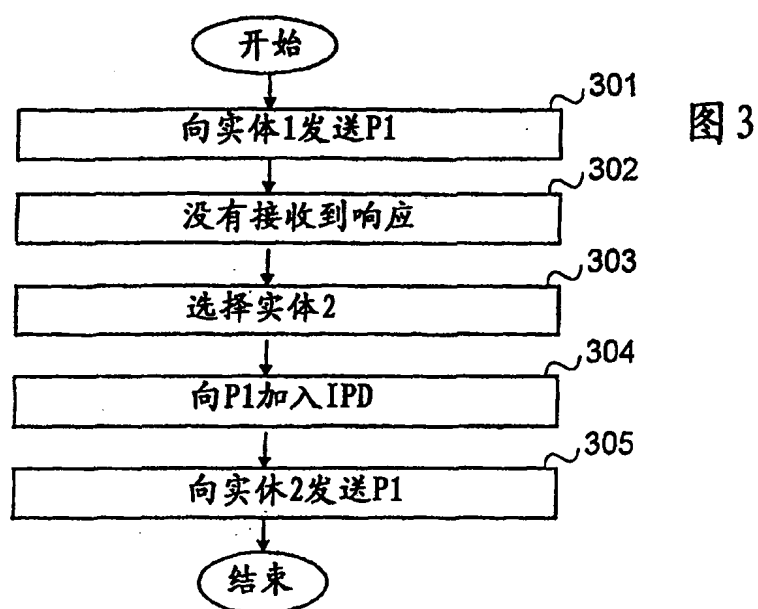 开始
301
向实体1发送P1
图3
302
没有接收到响应
303
选择实体2
304
向P1加入IPD
305
向实休2发送P1
结束